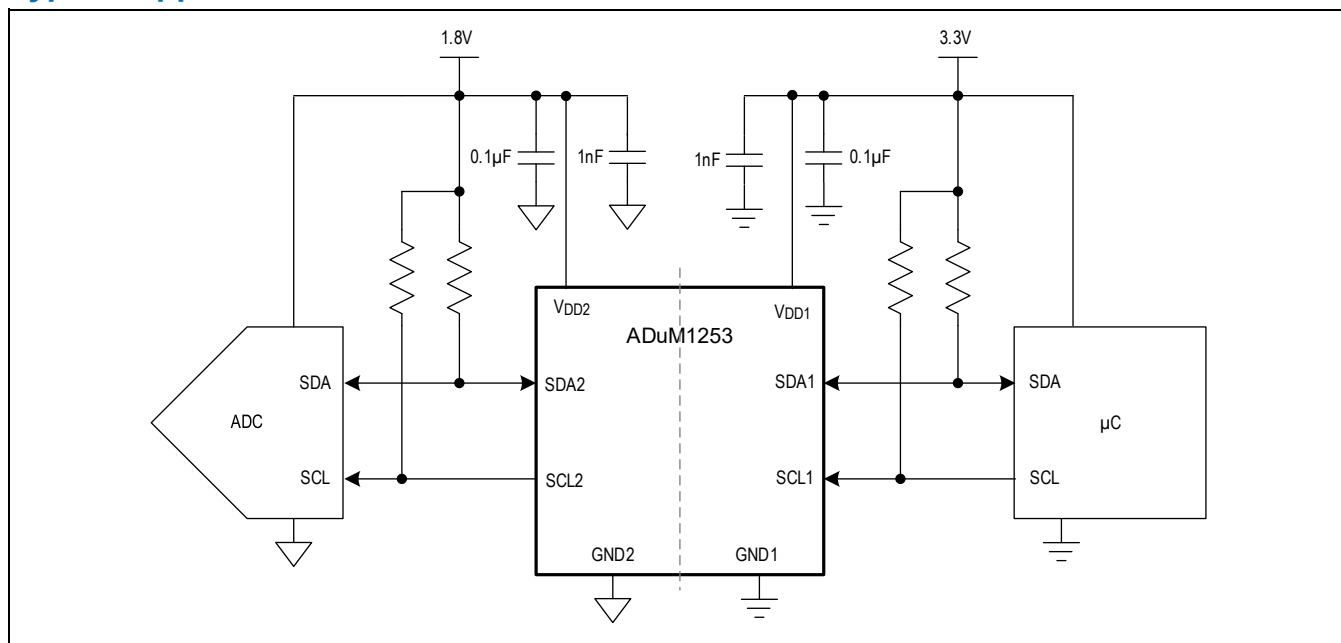 1.8V
3.3V
0.1µF
1nF
1nF
0.1µF
VDD2
VDD1
ADuM1253
SDA
SDA2
SDA1
SDA
ADC
µC
SCL
SCL2
SCL1
SCL
GND2
GND1